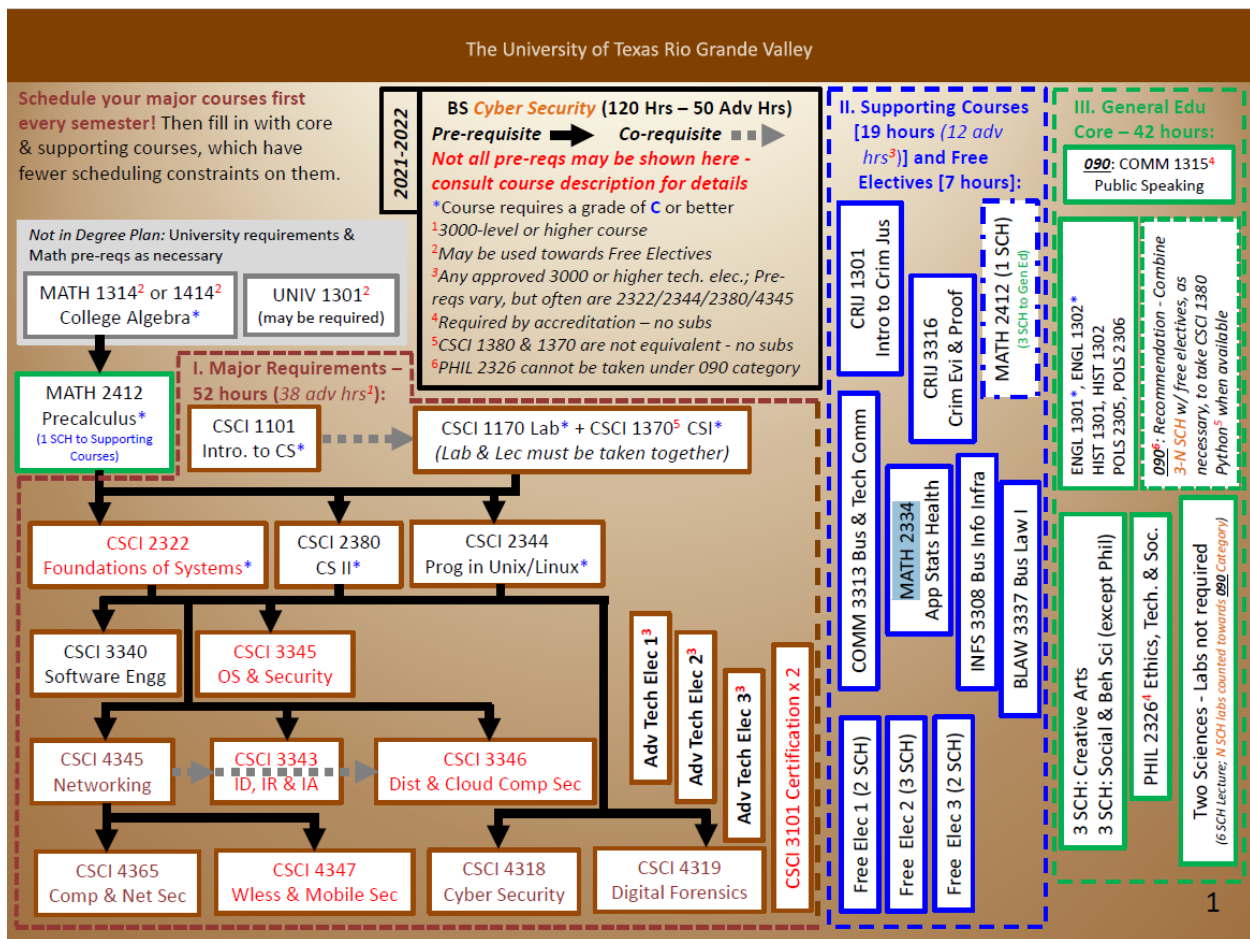 The University of Texas Rio Grande Valley
Schedule your major courses first
every semester! Then fill in with core
& supporting courses, which have
fewer scheduling constraints on them.
2021-2022
BS Cyber Security (120 Hrs – 50 Adv Hrs)
Pre-requisite Co-requisite
Not all pre-reqs may be shown here -
consult course description for details
*Course requires a grade of C or better
¹3000-level or higher course
²May be used towards Free Electives
³Any approved 3000 or higher tech. elec.; Pre-
reqs vary, but often are 2322/2344/2380/4345
⁴Required by accreditation – no subs
⁵CSCI 1380 & 1370 are not equivalent - no subs
⁶PHIL 2326 cannot be taken under 090 category
Not in Degree Plan: University requirements &
Math pre-reqs as necessary
MATH 1314² or 1414²
College Algebra*
UNIV 1301²
(may be required)
MATH 2412
Precalculus*
(1 SCH to Supporting
Courses)
I. Major Requirements –
52 hours (38 adv hrs¹):
CSCI 1101
Intro. to CS*
CSCI 1170 Lab* + CSCI 1370⁵ CSI*
(Lab & Lec must be taken together)
CSCI 2322
Foundations of Systems*
CSCI 2380
CS II*
CSCI 2344
Prog in Unix/Linux*
CSCI 3340
Software Engg
CSCI 3345
OS & Security
CSCI 4345
Networking
CSCI 3343
ID, IR & IA
CSCI 3346
Dist & Cloud Comp Sec
CSCI 4365
Comp & Net Sec
CSCI 4347
Wless & Mobile Sec
CSCI 4318
Cyber Security
CSCI 4319
Digital Forensics
Adv Tech Elec 1³
Adv Tech Elec 2³
Adv Tech Elec 3³
CSCI 3101 Certification x 2
II. Supporting Courses
[19 hours (12 adv
hrs³)] and Free
Electives [7 hours]:
CRIJ 1301
Intro to Crim Jus
CRIJ 3316
Crim Evi & Proof
MATH 2412 (1 SCH)
(3 SCH to Gen Ed)
COMM 3313 Bus & Tech Comm
MATH 2334
App Stats Health
INFS 3308 Bus Info Infra
BLAW 3337 Bus Law I
Free Elec 1 (2 SCH)
Free Elec 2 (3 SCH)
Free Elec 3 (2 SCH)
III. General Edu
Core – 42 hours:
090: COMM 1315⁴
Public Speaking
ENGL 1301*, ENGL 1302*
HIST 1301, HIST 1302
POLS 2305, POLS 2306
090⁶: Recommendation - Combine
3-N SCH w/ free electives, as
necessary, to take CSCI 1380
Python⁵ when available
3 SCH: Creative Arts
3 SCH: Social & Beh Sci (except Phil)
PHIL 2326⁴ Ethics, Tech. & Soc.
Two Sciences - Labs not required
(6 SCH Lecture; N SCH labs counted towards 090 Category)
1